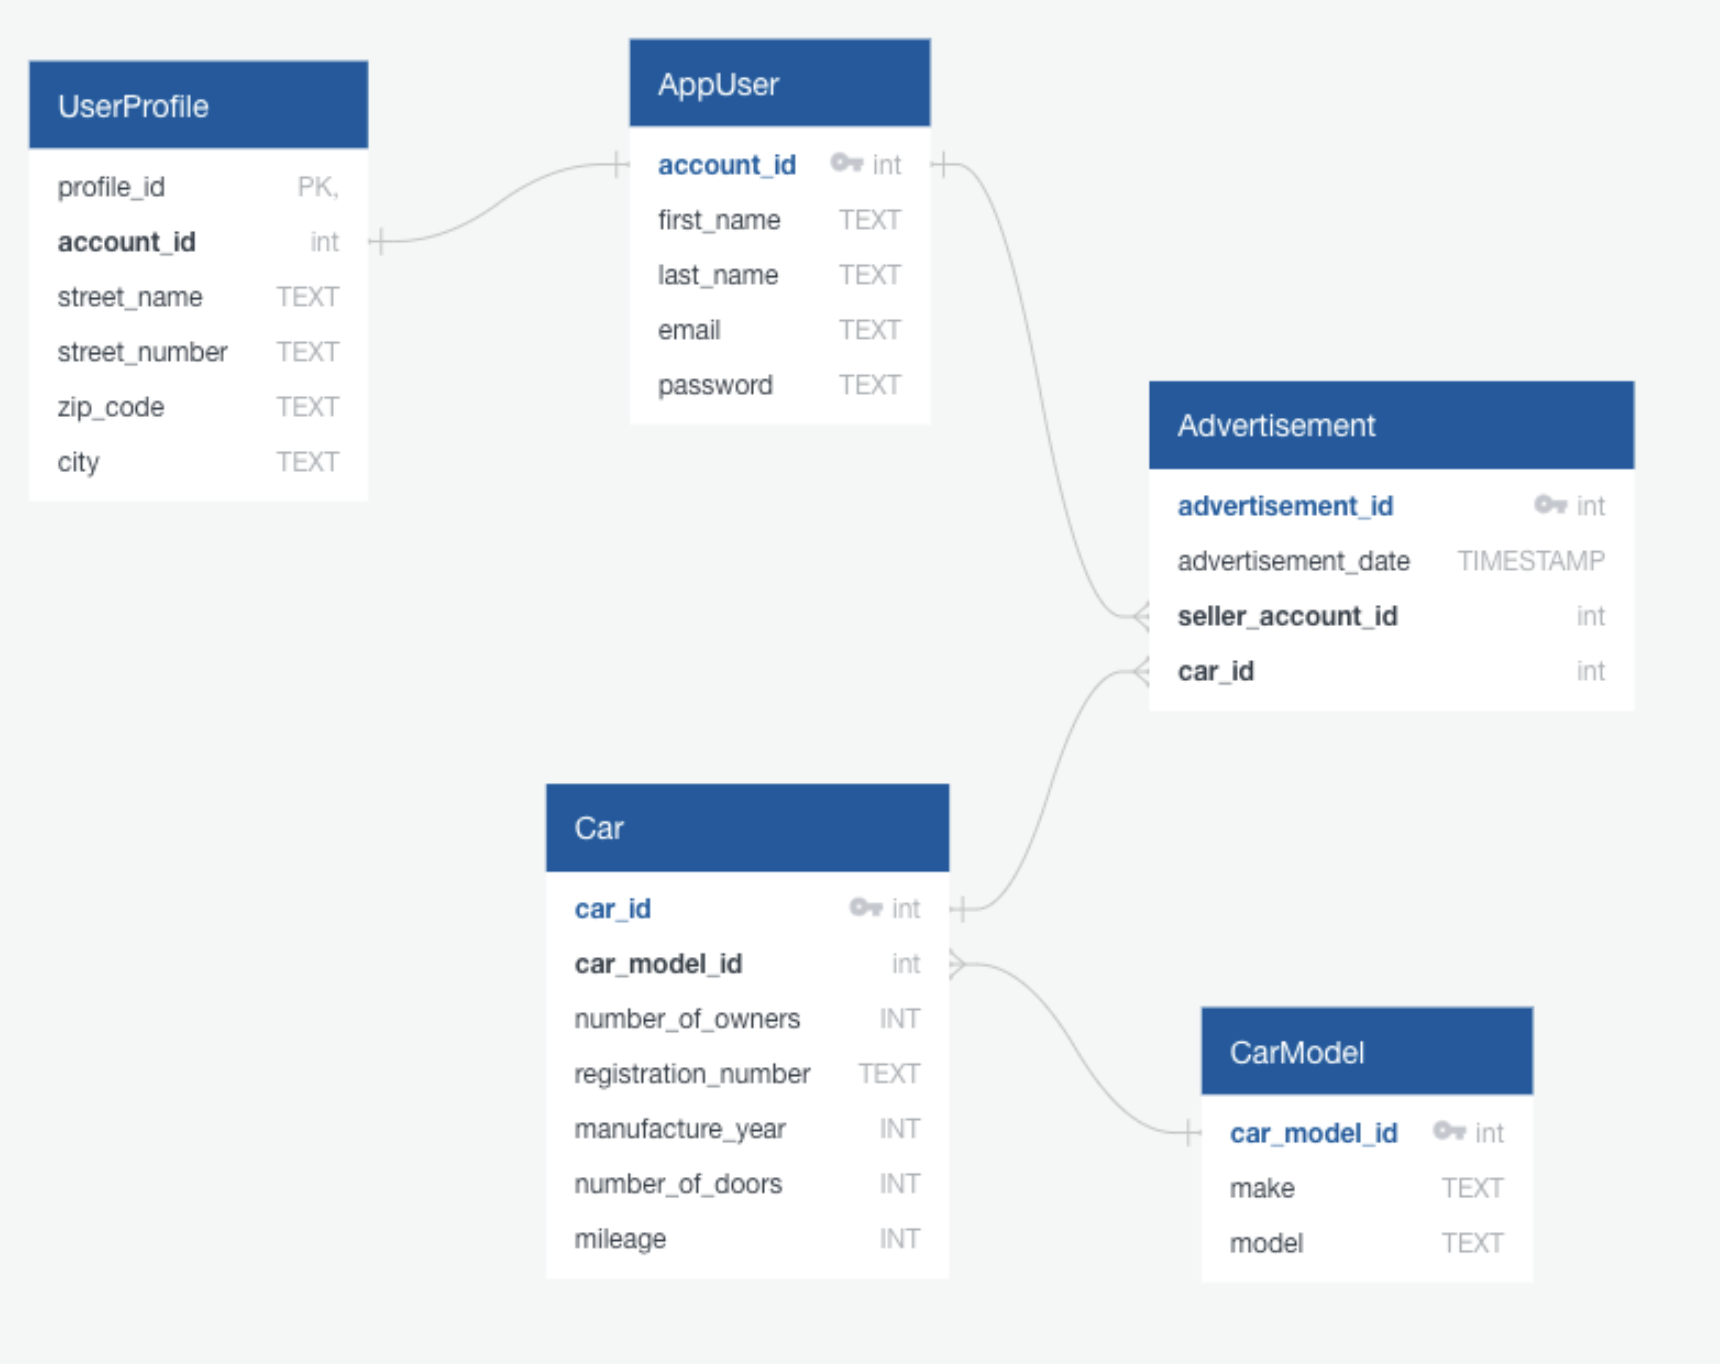 UserProfile
profile_id PK,
account_id int
street_name TEXT
street_number TEXT
zip_code TEXT
city TEXT
AppUser
account_id int
first_name TEXT
last_name TEXT
email TEXT
password TEXT
Advertisement
advertisement_id int
advertisement_date TIMESTAMP
seller_account_id int
car_id int
Car
car_id int
car_model_id int
number_of_owners INT
registration_number TEXT
manufacture_year INT
number_of_doors INT
mileage INT
CarModel
car_model_id int
make TEXT
model TEXT